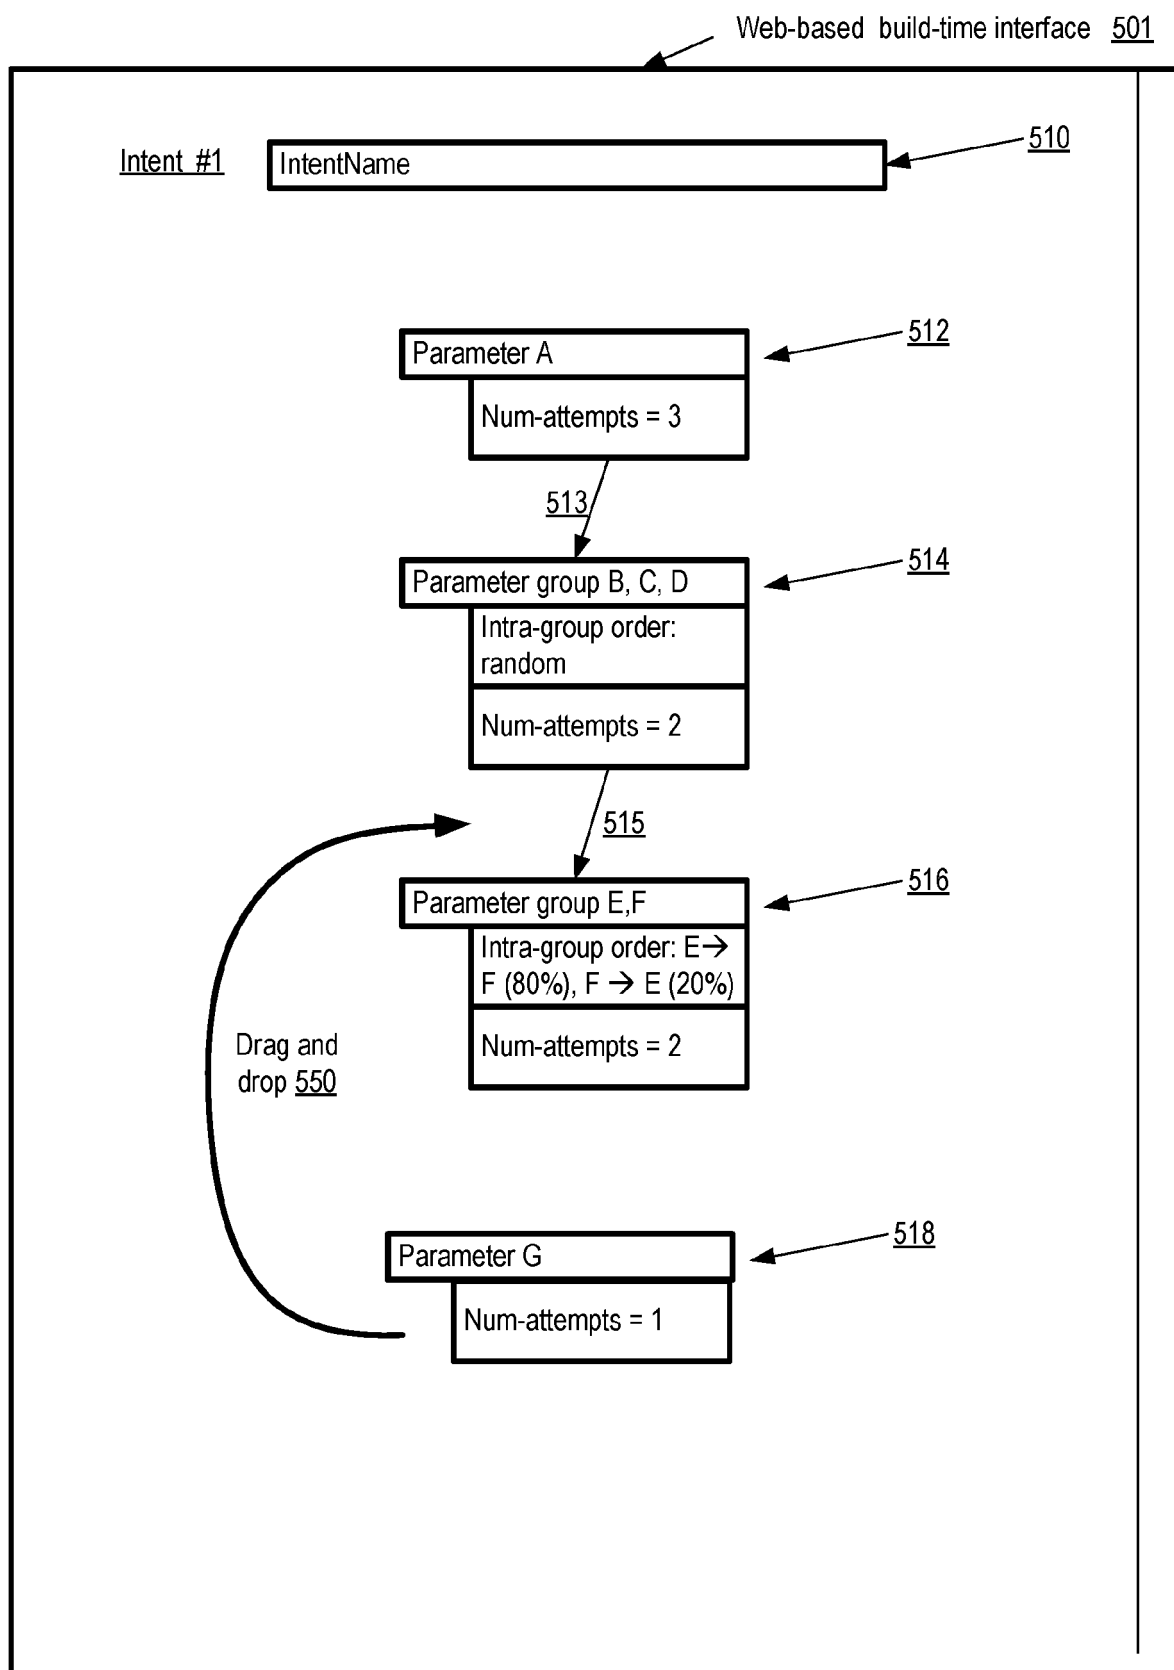 Web-based build-time interface 501
Intent #1 IntentName 510
Parameter A 512
Num-attempts = 3
513
Parameter group B, C, D 514
Intra-group order:
random
Num-attempts = 2
515
Parameter group E,F 516
Intra-group order: E→
F (80%), F → E (20%)
Num-attempts = 2
Drag and
drop 550
Parameter G 518
Num-attempts = 1